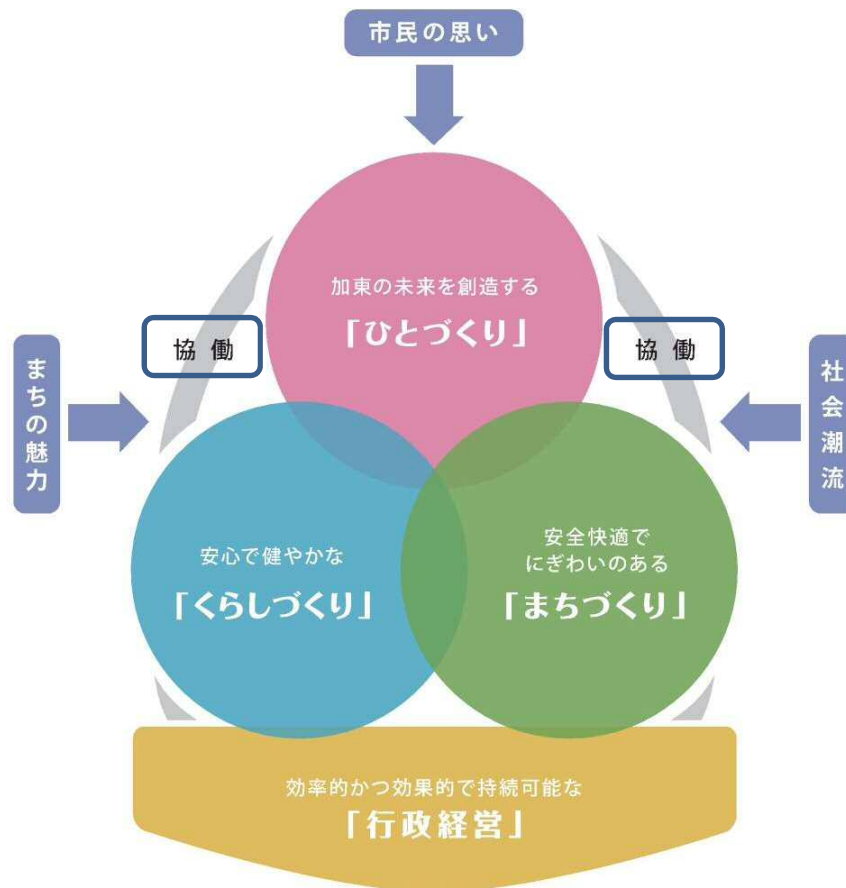 市民の思い
加東の未来を創造する
「ひとづくり」
協働
協働
まちの魅力
社会潮流
安心で健やかな
「くらしづくり」
安全快適で
にぎわいのある
「まちづくり」
効率的かつ効果的で持続可能な
「行政経営」